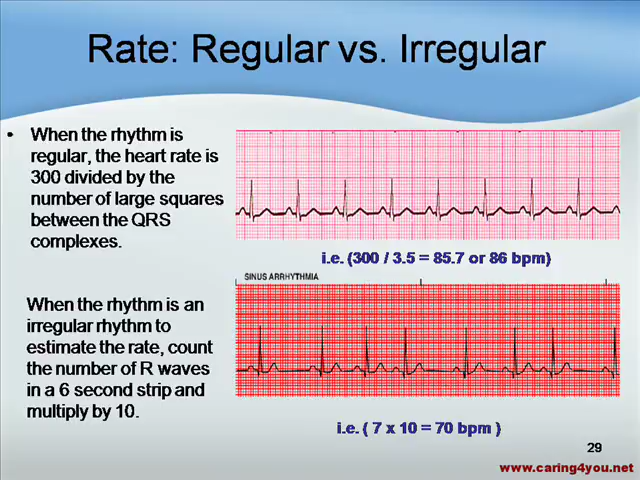 Rate: Regular vs. Irregular
• When the rhythm is
regular, the heart rate is
300 divided by the
number of large squares
between the QRS
complexes.
i.e. (300 / 3.5 = 85.7 or 86 bpm)
SINUS ARRHYTHMIA
When the rhythm is an
irregular rhythm to
estimate the rate, count
the number of R waves
in a 6 second strip and
multiply by 10.
i.e. ( 7 x 10 = 70 bpm )
29
www.caring4you.net